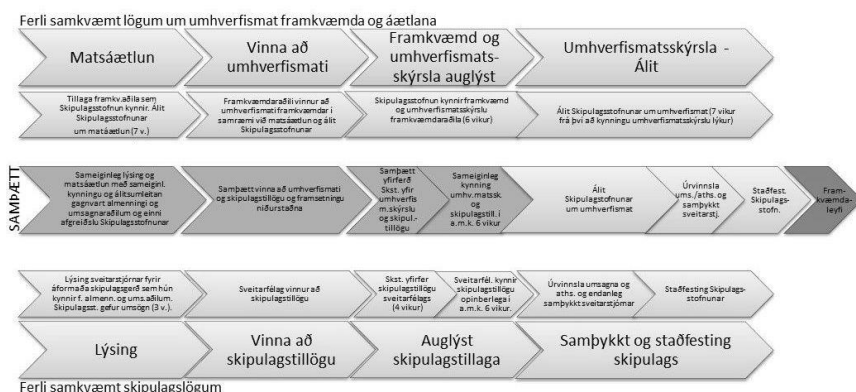 Ferli samkvæmt lögum um umhverfismat framkvæmda og áætlana
Matsáætlun
Vinna að
umhverfismati
Framkvæmd og
umhverfismats-
skýrsla auglýst
Umhverfismatsskýrsla -
Álit
Tillaga framkv.aðila sem
Skipulagsstofnun kynnir. Álit
Skipulagsstofnunar
um matáætlun (7 v.)
Framkvæmdaraðili vinnur að
umhverfismati framkvæmdar í
samræmi við matsáætlun og álit
Skipulagsstofnunar
Skipulagsstofnun kynnir framkvæmd
og umhverfismatsskýrslu
framkvæmdaraðila (6 vikur)
Álit Skipulagsstofnunar um umhverfismat (7 vikur
frá því að kynningu umhverfismatsskýrslu lýkur)
SAMÞÆTT
Sameiginleg lýsing og
matsáætlun með sameiginl.
kynningu og álitsumleitan
gagnvart almenningi og
umsagnaraðilum og einni
afgreiðslu Skipulagsstofnunar
Samþætt vinna að umhverfismati
og skipulagstillögu og framsetningu
niðurstaðna
Samþætt
yfirferð
Skst. yfir
umhverfis
m.skýrslu
og skipul.-
tillögu
Sameiginleg
kynning
umhv.matssk.
og
skipulagstill. í
a.m.k. 6 vikur
Álit
Skipulagstofnunar
um umhverfismat
Úrvinnsla
ums./aths.
og
samþykkt
sveitarstj.
Staðfest.
Skipulags-
stofn.
Fram-
kvæmda-
leyfi
Lýsing sveitarstjórnar fyrir
áformaða skipulagsgerð sem hún
kynnir f. almenn. og ums.aðilum.
Skipulagsst. gefur umsögn (3 v.).
Sveitarfélag vinnur að
skipulagstillögu
Skst. yfirfer
skipulagstillögu
sveitarfélags
(4 vikur)
Sveitarfél. kynnir
skipulagstillögu
opinberlega í
a.m.k. 6 vikur.
Úrvinnsla umsagna og
aths. og endanleg
samþykkt sveitarstjórnar
Staðfesting Skipulags-
stofnunar
Lýsing
Vinna að
skipulagstillögu
Auglýst
skipulagstillaga
Samþykkt og staðfesting
skipulags
Ferli samkvæmt skipulagslögum